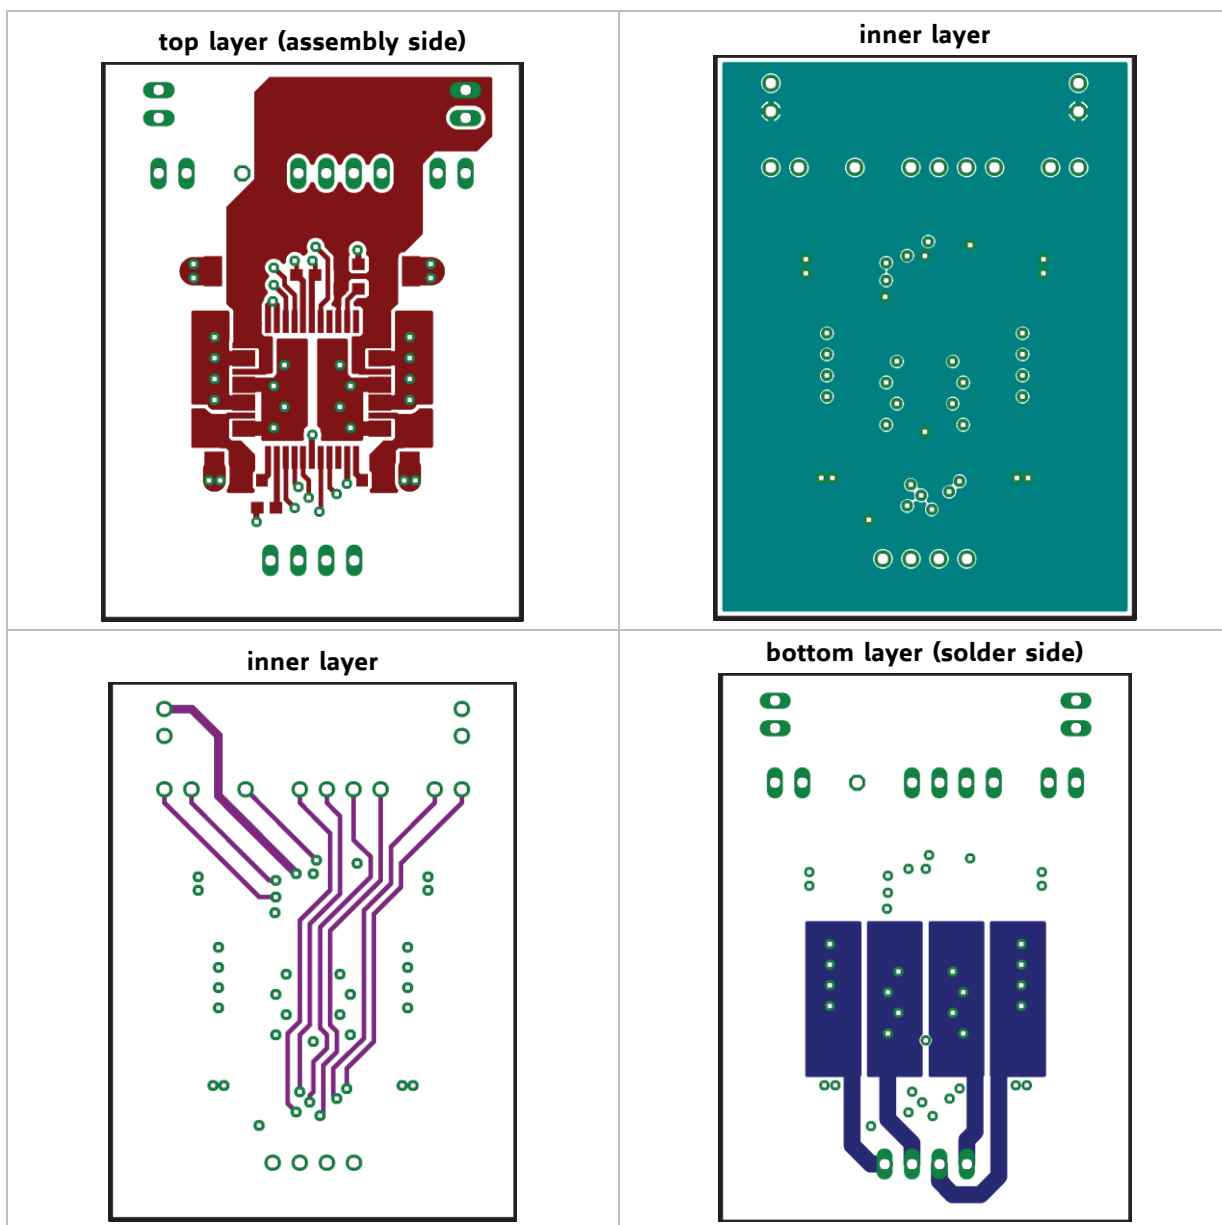 top layer (assembly side)
inner layer
inner layer
bottom layer (solder side)